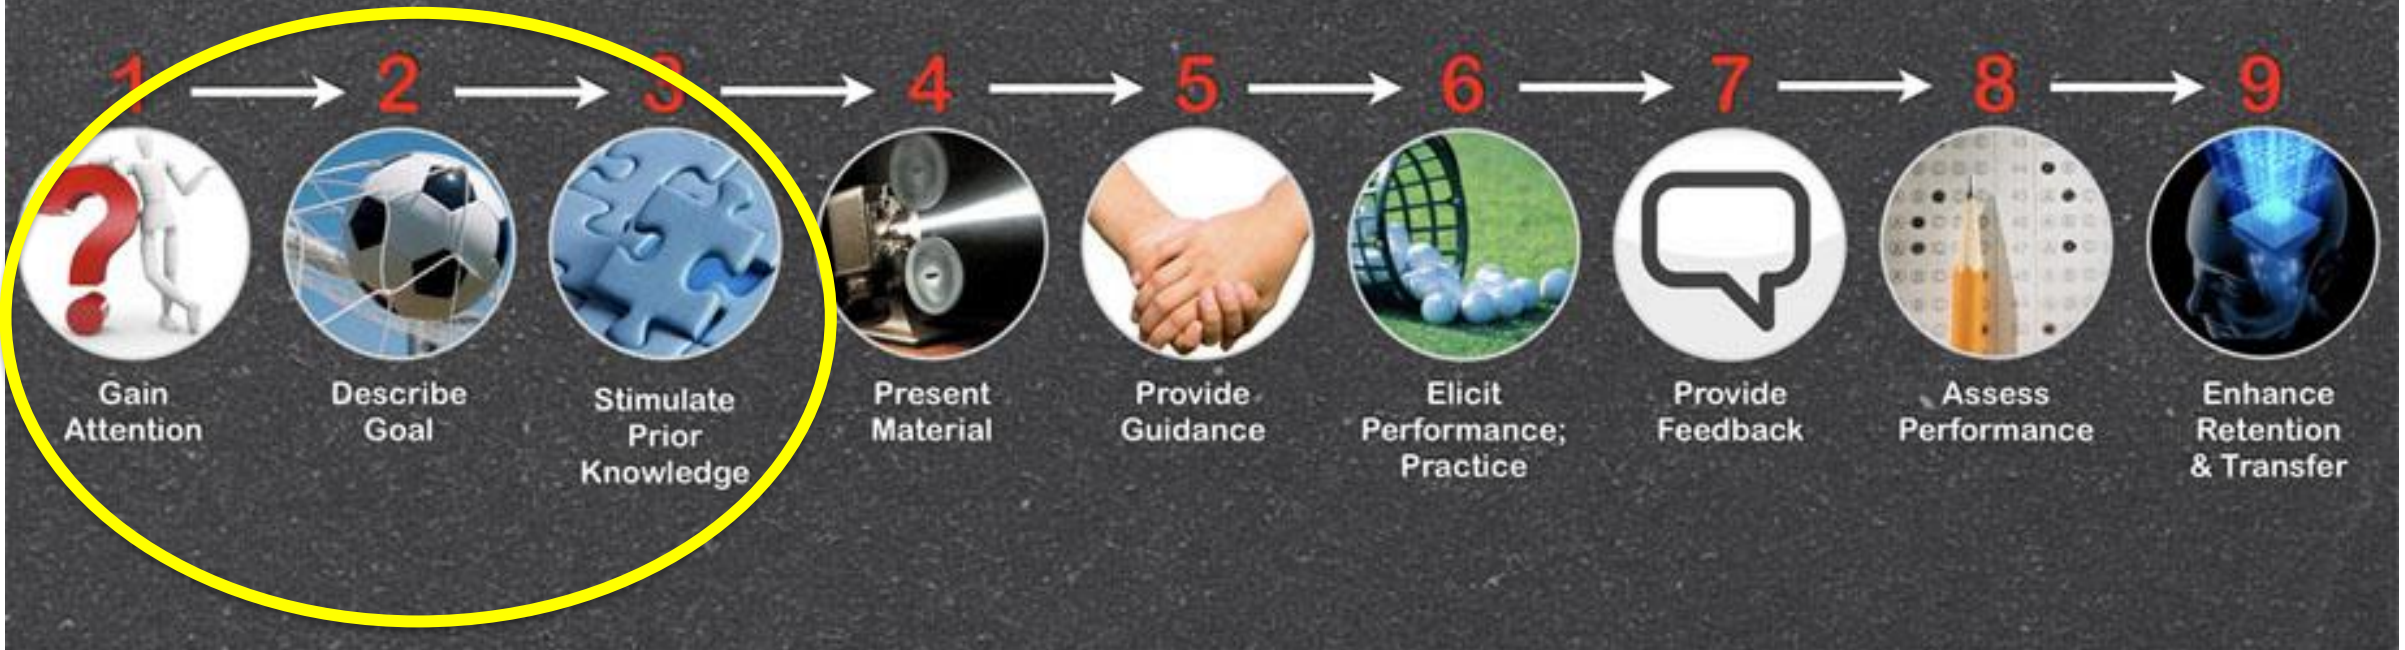 1 2 3 4 5 6 7 8 9
Gain
Attention
Describe
Goal
Stimulate
Prior
Knowledge
Present
Material
Provide
Guidance
Elicit
Performance;
Practice
Provide
Feedback
Assess
Performance
Enhance
Retention
& Transfer